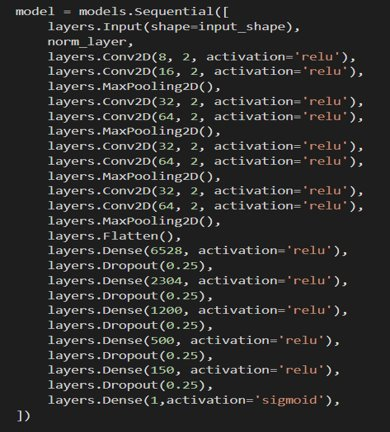 model = models.Sequential([
    layers.Input(shape=input_shape),
    norm_layer,
    layers.Conv2D(8, 2, activation='relu'),
    layers.Conv2D(16, 2, activation='relu'),
    layers.MaxPooling2D(),
    layers.Conv2D(32, 2, activation='relu'),
    layers.Conv2D(64, 2, activation='relu'),
    layers.MaxPooling2D(),
    layers.Conv2D(32, 2, activation='relu'),
    layers.Conv2D(64, 2, activation='relu'),
    layers.MaxPooling2D(),
    layers.Conv2D(32, 2, activation='relu'),
    layers.Conv2D(64, 2, activation='relu'),
    layers.MaxPooling2D(),
    layers.Flatten(),
    layers.Dense(6528, activation='relu'),
    layers.Dropout(0.25),
    layers.Dense(2304, activation='relu'),
    layers.Dropout(0.25),
    layers.Dense(1200, activation='relu'),
    layers.Dropout(0.25),
    layers.Dense(500, activation='relu'),
    layers.Dropout(0.25),
    layers.Dense(150, activation='relu'),
    layers.Dropout(0.25),
    layers.Dense(1,activation='sigmoid'),
])